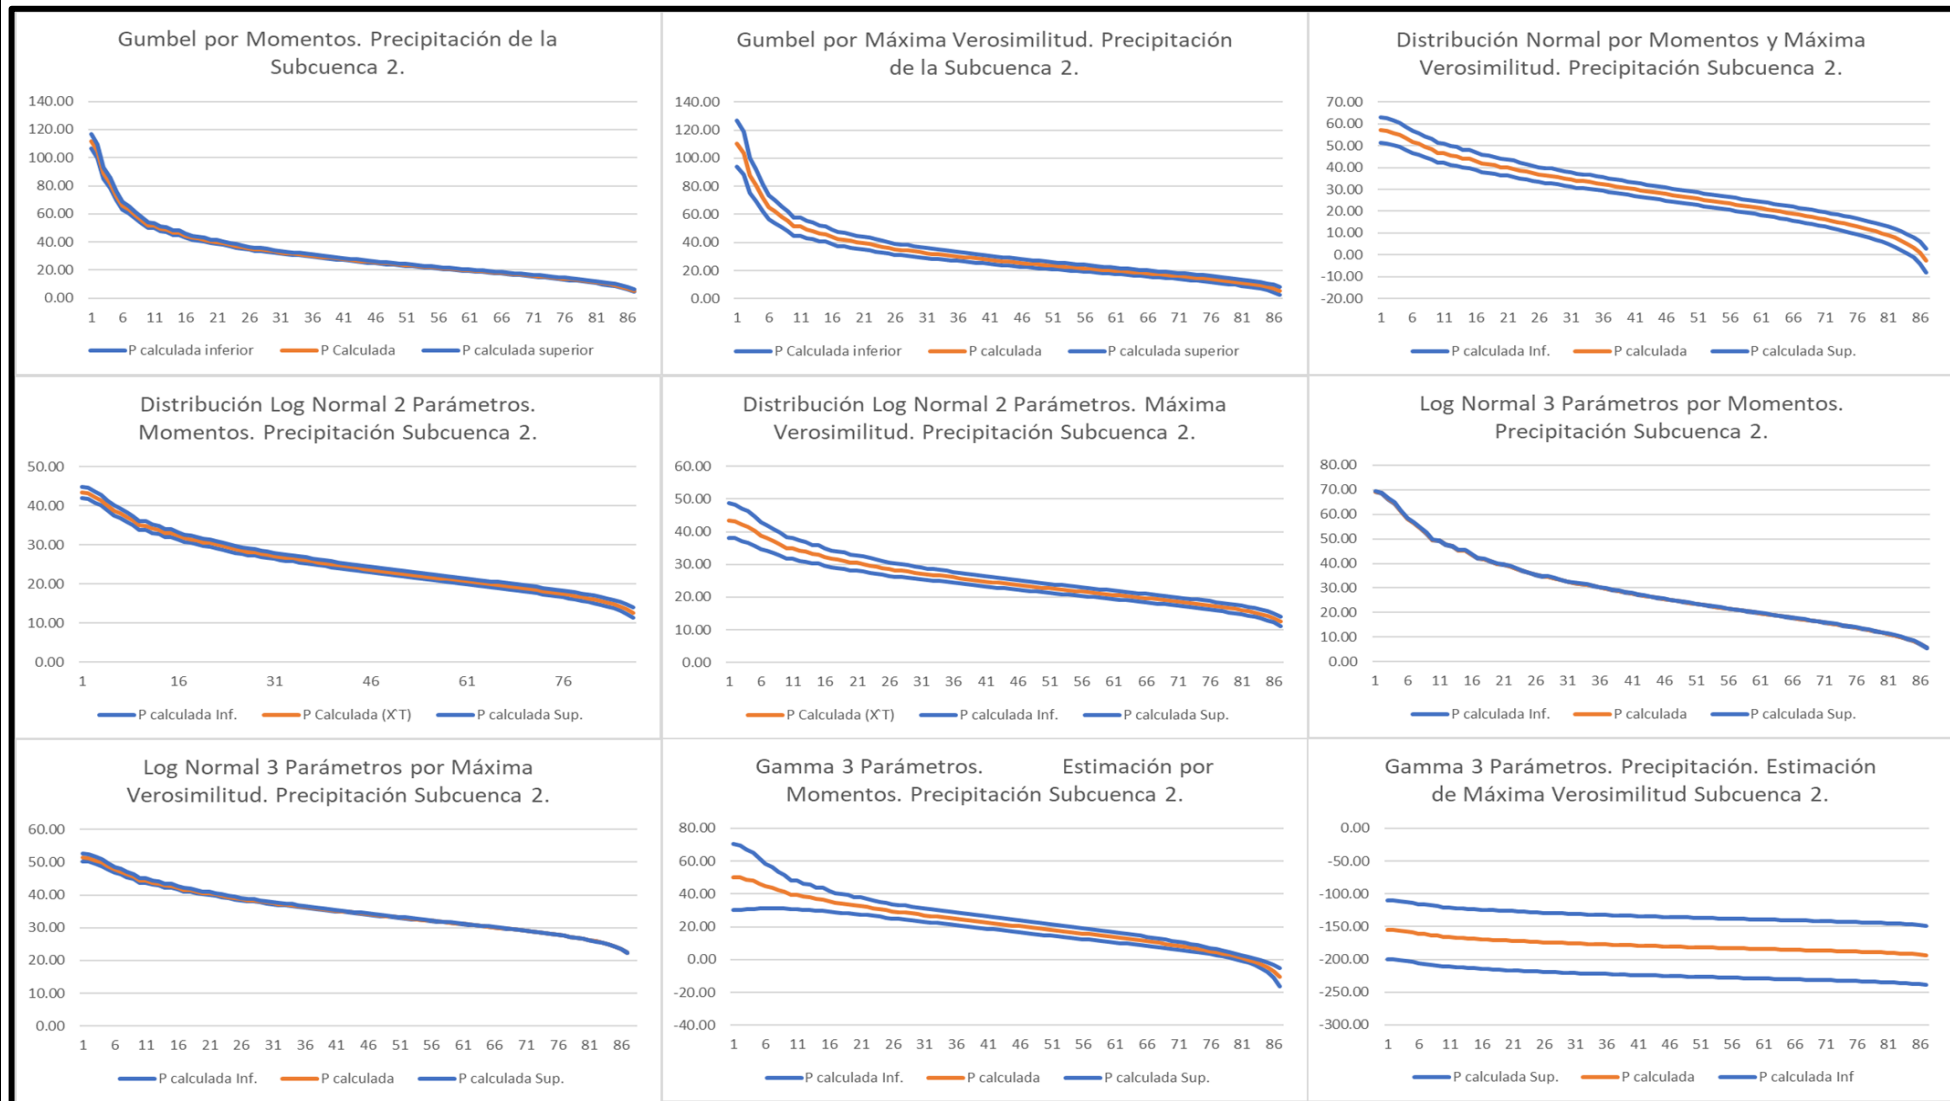 Gumbel por Momentos. Precipitación de la
Subcuenca 2.
140.00
120.00
100.00
80.00
60.00
40.00
20.00
0.00
1 6 11 16 21 26 31 36 41 46 51 56 61 66 71 76 81 86
P calculada inferior P Calculada P calculada superior
Gumbel por Máxima Verosimilitud. Precipitación
de la Subcuenca 2.
140.00
120.00
100.00
80.00
60.00
40.00
20.00
0.00
1 6 11 16 21 26 31 36 41 46 51 56 61 66 71 76 81 86
P Calculada inferior P calculada P calculada superior
Distribución Normal por Momentos y Máxima
Verosimilitud. Precipitación Subcuenca 2.
70.00
60.00
50.00
40.00
30.00
20.00
10.00
0.00
-10.00
-20.00
1 6 11 16 21 26 31 36 41 46 51 56 61 66 71 76 81 86
P calculada Inf. P calculada P calculada Sup.
Distribución Log Normal 2 Parámetros.
Momentos. Precipitación Subcuenca 2.
50.00
40.00
30.00
20.00
10.00
0.00
1 16 31 46 61 76
P calculada Inf. P Calculada (X'T) P calculada Sup.
Distribución Log Normal 2 Parámetros. Máxima
Verosimilitud. Precipitación Subcuenca 2.
60.00
50.00
40.00
30.00
20.00
10.00
0.00
1 6 11 16 21 26 31 36 41 46 51 56 61 66 71 76 81 86
P Calculada (X'T) P calculada Inf. P calculada Sup.
Log Normal 3 Parámetros por Momentos.
Precipitación Subcuenca 2.
80.00
70.00
60.00
50.00
40.00
30.00
20.00
10.00
0.00
1 6 11 16 21 26 31 36 41 46 51 56 61 66 71 76 81 86
P calculada Inf. P calculada P calculada Sup.
Log Normal 3 Parámetros por Máxima
Verosimilitud. Precipitación Subcuenca 2.
60.00
50.00
40.00
30.00
20.00
10.00
0.00
1 6 11 16 21 26 31 36 41 46 51 56 61 66 71 76 81 86
P calculada Inf. P calculada P calculada Sup.
Gamma 3 Parámetros. Estimación por
Momentos. Precipitación Subcuenca 2.
80.00
60.00
40.00
20.00
0.00
-20.00
-40.00
1 6 11 16 21 26 31 36 41 46 51 56 61 66 71 76 81 86
P calculada Inf. P calculada P calculada Sup.
Gamma 3 Parámetros. Precipitación. Estimación
de Máxima Verosimilitud Subcuenca 2.
0.00
-50.00
-100.00
-150.00
-200.00
-250.00
-300.00
1 6 11 16 21 26 31 36 41 46 51 56 61 66 71 76 81 86
P calculada Sup. P calculada P calculada Inf